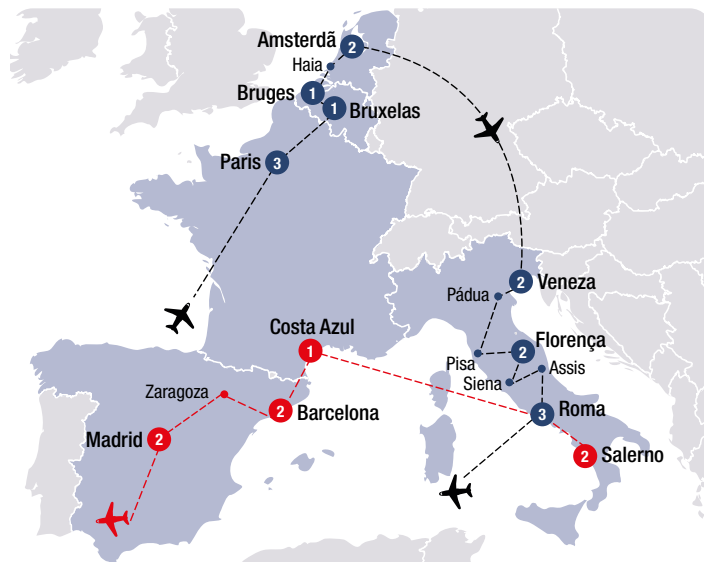 Amsterdã
2
Haia
Bruges
1
1
Bruxelas
Paris
3
2
Veneza
Pádua
Costa Azul
1
Florença
2
Pisa
Siena
Assis
Zaragoza
2
Barcelona
3
Roma
Madrid
2
2
Salerno